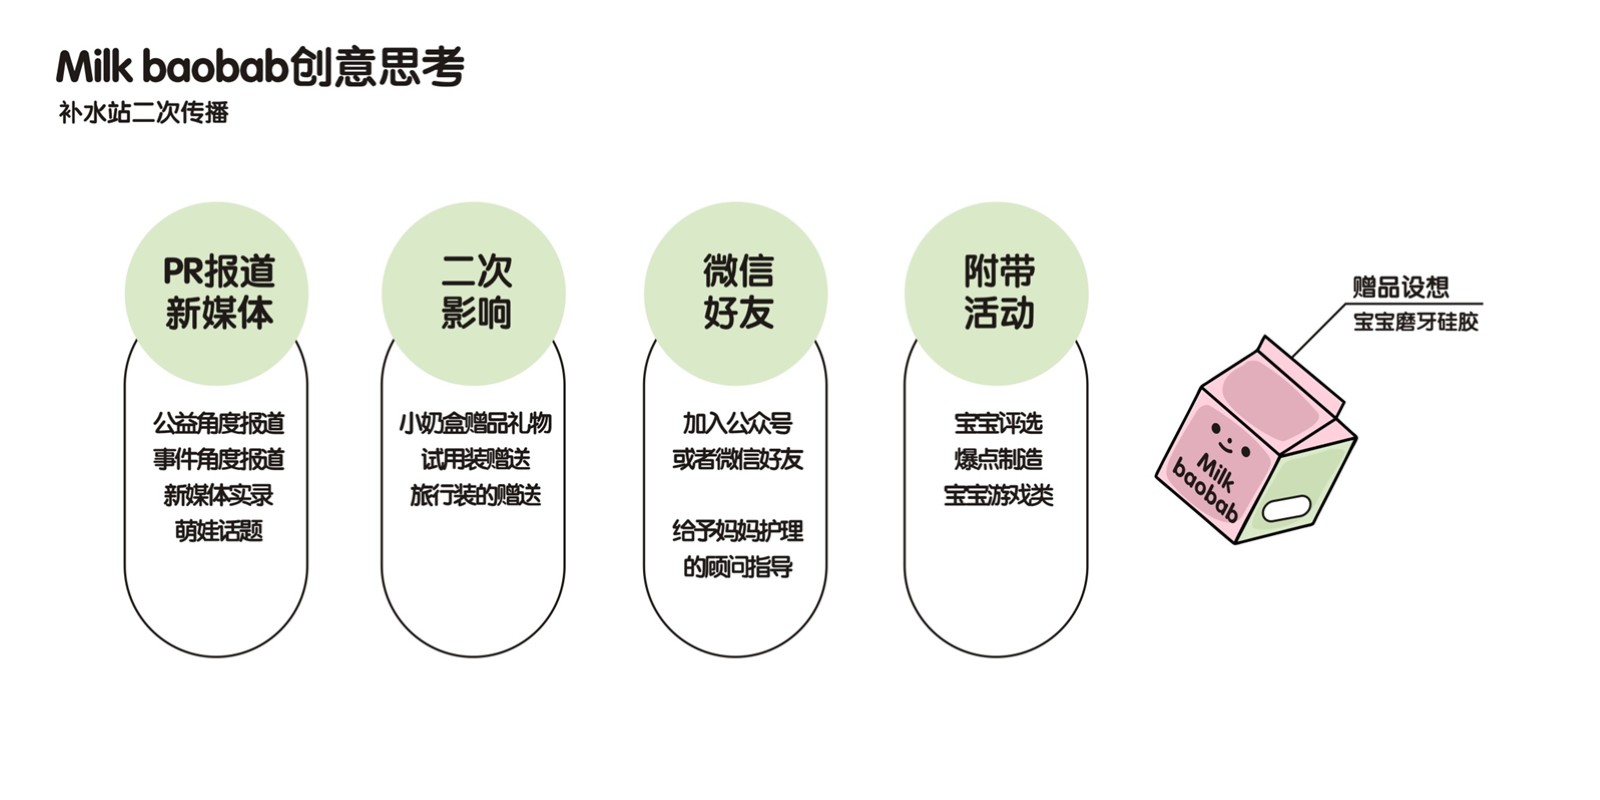 Milk baobab创意思考
补水站二次传播
PR报道
新媒体
公益角度报道
事件角度报道
新媒体实录
萌娃话题
二次
影响
小奶盒赠品礼物
试用装赠送
旅行装的赠送
微信
好友
加入公众号
或者微信好友
给予妈妈护理
的顾问指导
附带
活动
宝宝评选
爆点制造
宝宝游戏类
赠品设想
宝宝磨牙硅胶
Milk
baobab